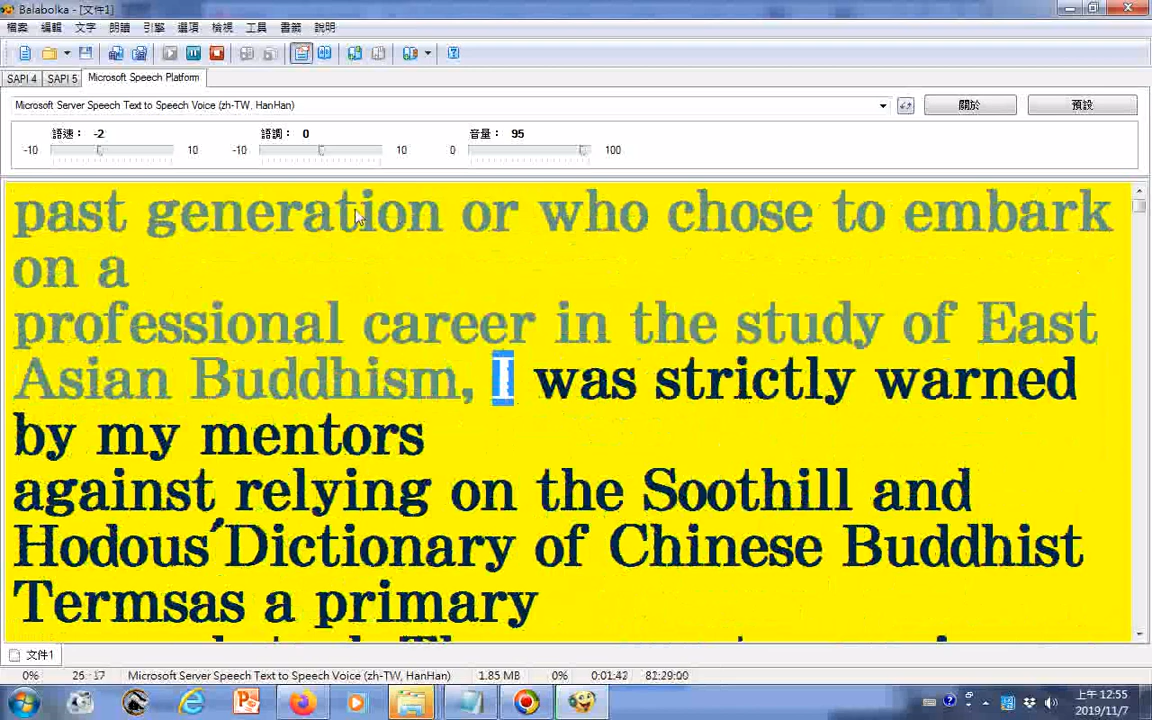 Balabolka - [文件1]
檔案 編輯 文字 朗讀 引擎 選項 檢視 工具 書籤 說明
SAPI 4 SAPI 5 Microsoft Speech Platform
Microsoft Server Speech Text to Speech Voice (zh-TW, HanHan) 關於 預設
語速： -2 語調： 0 音量： 95
-10 10 -10 10 0 100
past generation or who chose to embark
on a
professional career in the study of East
Asian Buddhism, I was strictly warned
by my mentors
against relying on the Soothill and
Hodous´Dictionary of Chinese Buddhist
Termsas a primary
文件1
0% 25:17 Microsoft Server Speech Text to Speech Voice (zh-TW, HanHan) 1.85 MB 0% 0:01:42 82:29:00
上午 12:55
2019/11/7